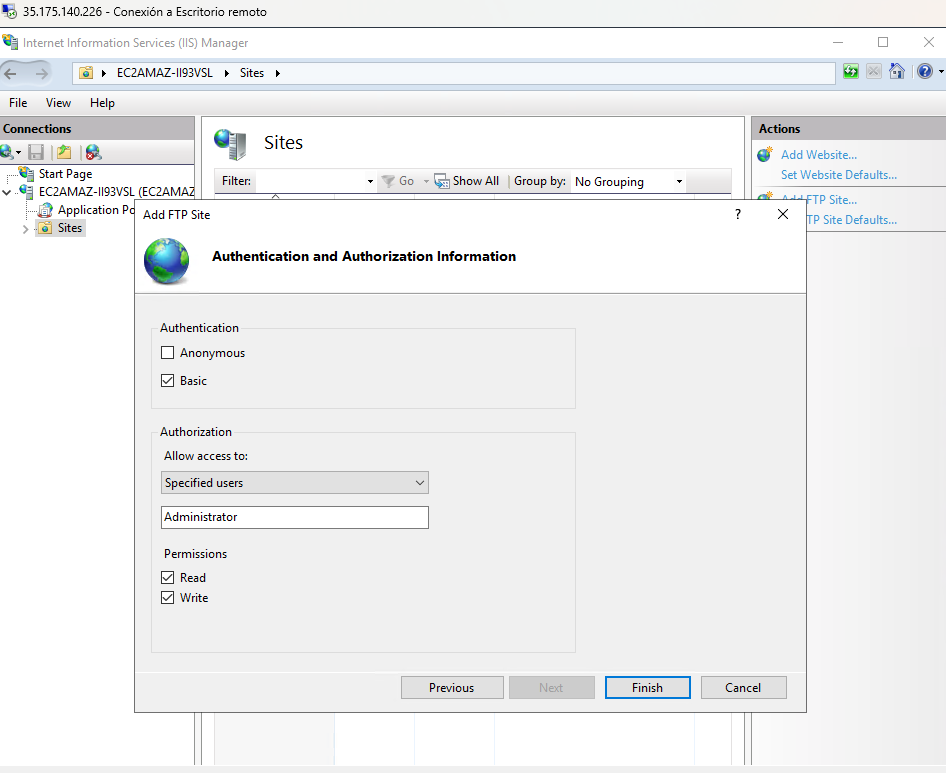 35.175.140.226 - Conexión a Escritorio remoto
Internet Information Services (IIS) Manager
EC2AMAZ-II93VSL Sites
File View Help
Connections
Start Page
EC2AMAZ-II93VSL (EC2AMAZ
Application Po
Sites
Sites
Filter: Go Show All Group by: No Grouping
Actions
Add Website...
Set Website Defaults...
Add FTP Site...
TP Site Defaults...
Add FTP Site ?
Authentication and Authorization Information
Authentication
Anonymous
Basic
Authorization
Allow access to:
Specified users
Administrator
Permissions
Read
Write
Previous Next Finish Cancel